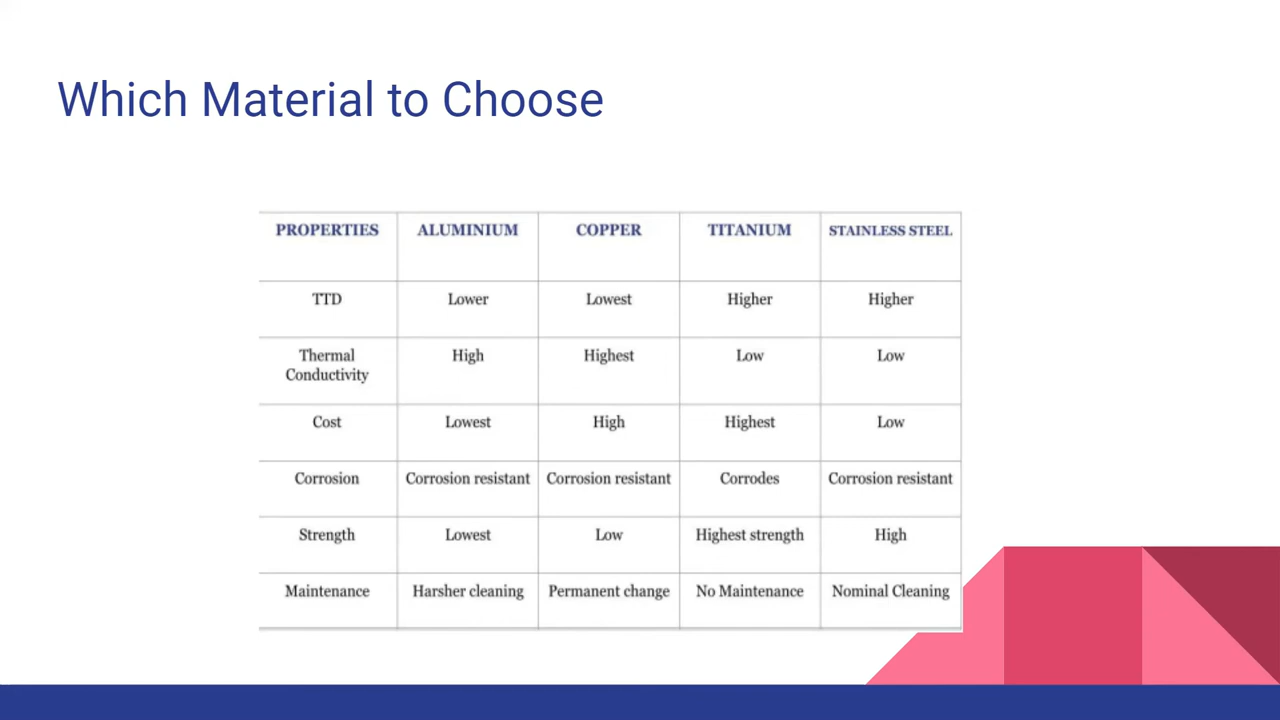 Which Material to Choose
PROPERTIES ALUMINIUM COPPER TITANIUM STAINLESS STEEL
TTD Lower Lowest Higher Higher
Thermal Conductivity High Highest Low Low
Cost Lowest High Highest Low
Corrosion Corrosion resistant Corrosion resistant Corrodes Corrosion resistant
Strength Lowest Low Highest strength High
Maintenance Harsher cleaning Permanent change No Maintenance Nominal Cleaning